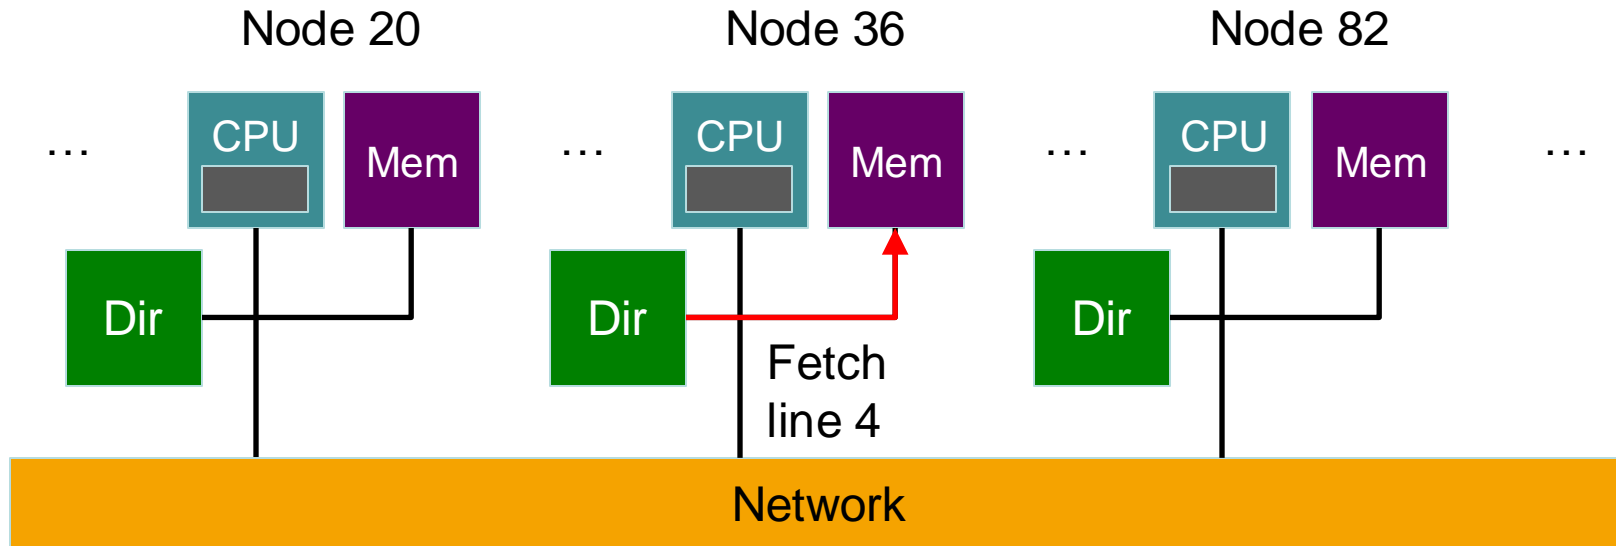 Node 20
Node 36
Node 82
…
CPU
Mem
…
CPU
Mem
…
CPU
Mem
…
Dir
Dir
Dir
Fetch
line 4
Network